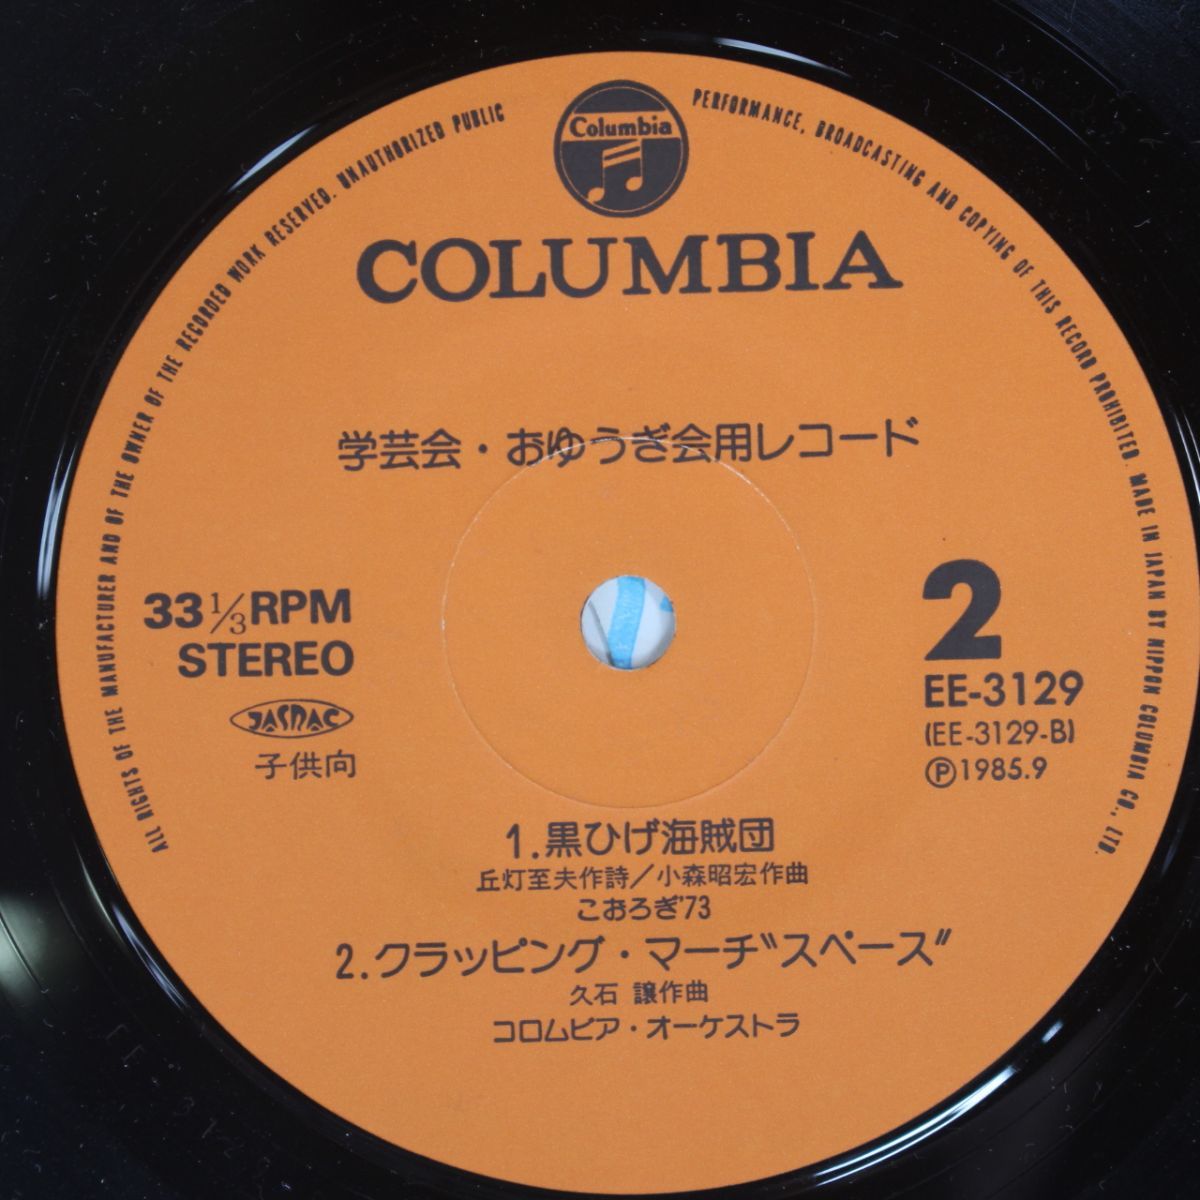 ALL RIGHTS OF THE MANUFACTURER AND OF THE OWNER OF THE RECORDED WORK RESERVED. UNAUTHORIZED PUBLIC PERFORMANCE, BROADCASTING AND COPYING OF THIS RECORD PROHIBITED. MADE IN JAPAN BY NIPPON COLUMBIA CO., LTD.
Columbia
COLUMBIA
学芸会・おゆうぎ会用レコード
33 1/3 RPM
STEREO
JASRAC
子供向
2
EE-3129
(EE-3129-B)
Ⓟ1985.9
1.黒ひげ海賊団
丘灯至夫作詩/小森昭宏作曲
こおろぎ'73
2.クラッピング・マーチ〝スペース〟
久石 譲作曲
コロムビア・オーケストラ